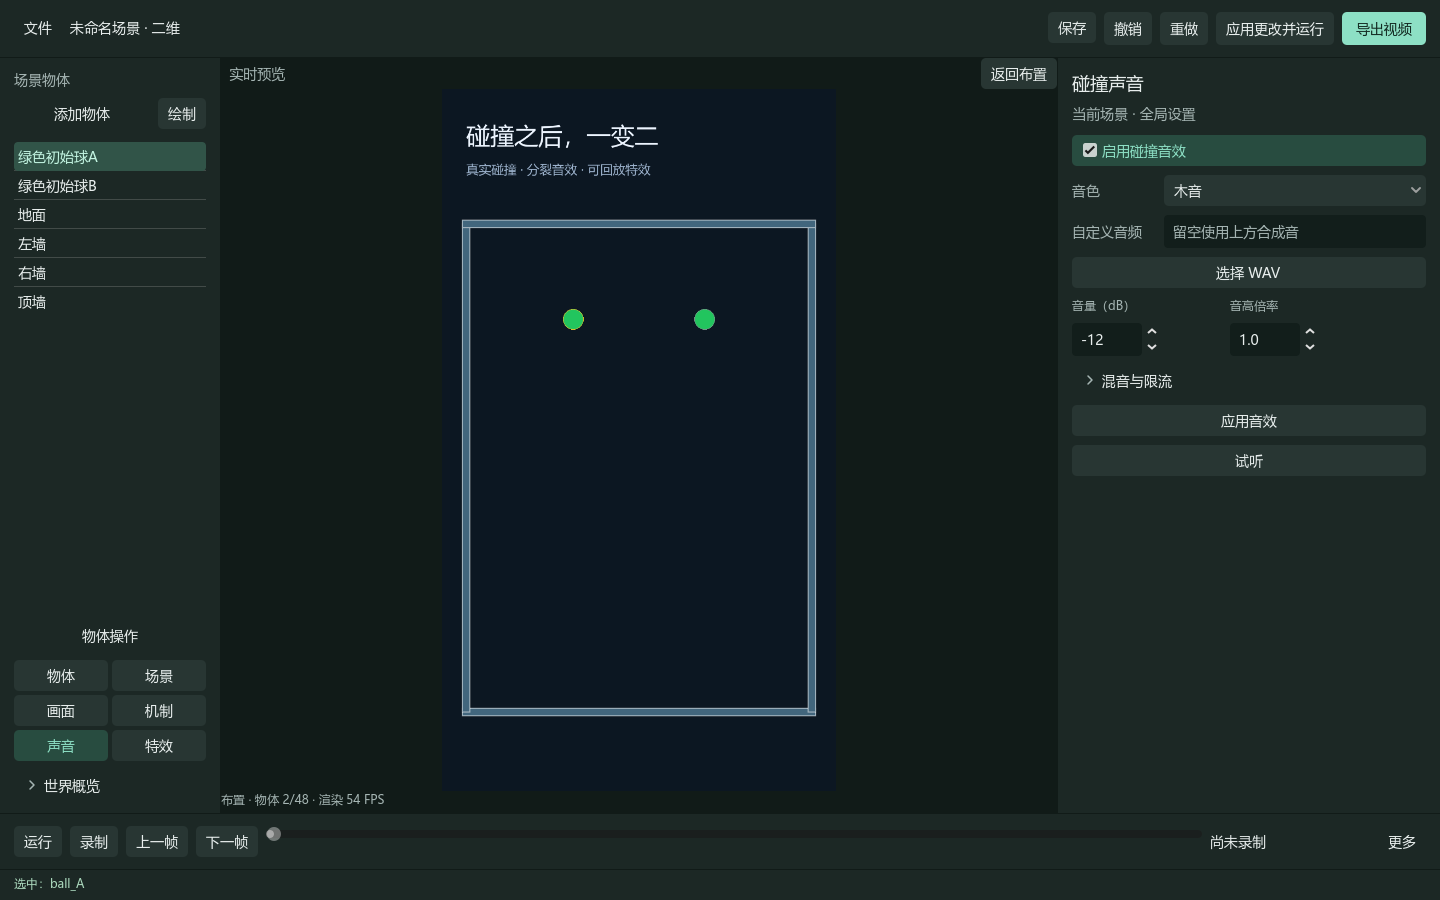 文件 未命名场景 · 二维 保存 撤销 重做 应用更改并运行 导出视频
场景物体
添加物体 绘制
绿色初始球A
绿色初始球B
地面
左墙
右墙
顶墙
物体操作
物体 场景
画面 机制
声音 特效
世界概览
实时预览 返回布置
碰撞之后，一变二
真实碰撞 · 分裂音效 · 可回放特效
布置 · 物体 2/48 · 渲染 54 FPS
碰撞声音
当前场景 · 全局设置
启用碰撞音效
音色 木音
自定义音频 留空使用上方合成音
选择 WAV
音量（dB） 音高倍率
-12 1.0
混音与限流
应用音效
试听
运行 录制 上一帧 下一帧 尚未录制 更多
选中：ball_A